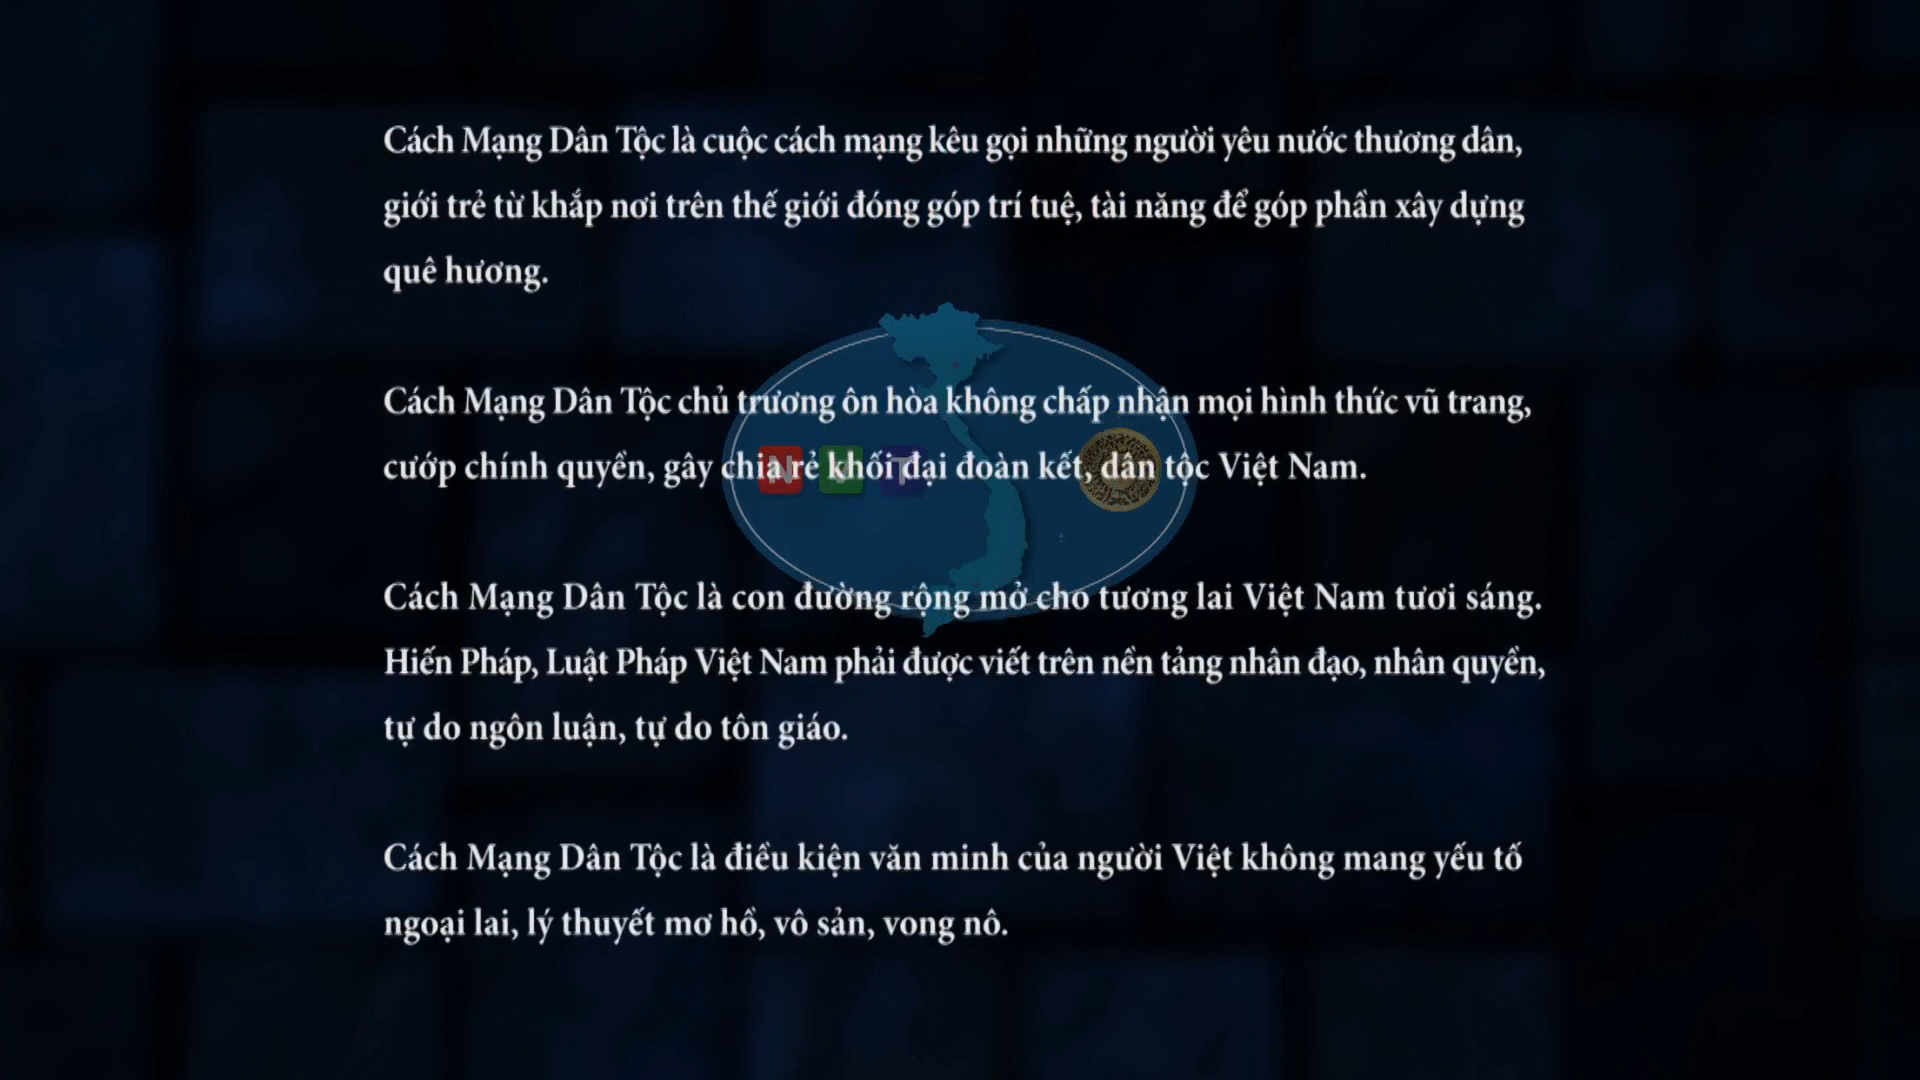 Cách Mạng Dân Tộc là cuộc cách mạng kêu gọi những người yêu nước thương dân,
giới trẻ từ khắp nơi trên thế giới đóng góp trí tuệ, tài năng để góp phần xây dựng
quê hương.
Cách Mạng Dân Tộc chủ trương ôn hòa không chấp nhận mọi hình thức vũ trang,
cướp chính quyền, gây chia rẻ khối đại đoàn kết, dân tộc Việt Nam.
N V T
Cách Mạng Dân Tộc là con đường rộng mở cho tương lai Việt Nam tươi sáng.
Hiến Pháp, Luật Pháp Việt Nam phải được viết trên nền tảng nhân đạo, nhân quyền,
tự do ngôn luận, tự do tôn giáo.
Cách Mạng Dân Tộc là điều kiện văn minh của người Việt không mang yếu tố
ngoại lai, lý thuyết mơ hồ, vô sản, vong nô.